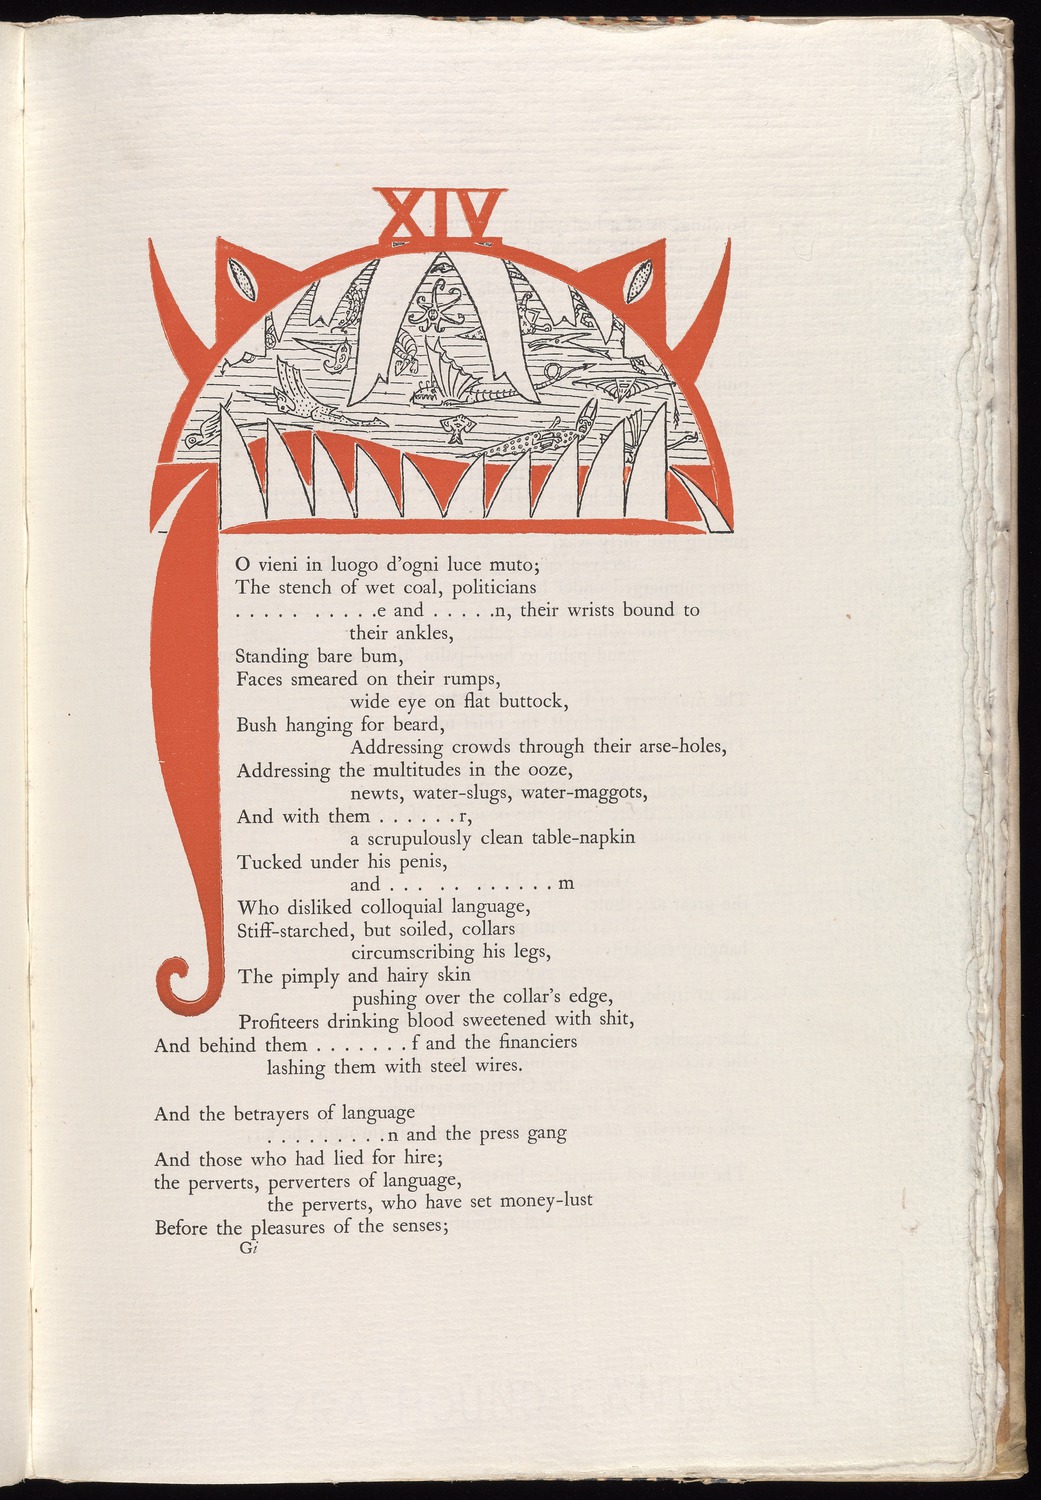 XIV
O vieni in luogo d'ogni luce muto;
The stench of wet coal, politicians
. . . . . . . . . .e and . . . . .n, their wrists bound to
their ankles,
Standing bare bum,
Faces smeared on their rumps,
wide eye on flat buttock,
Bush hanging for beard,
Addressing crowds through their arse-holes,
Addressing the multitudes in the ooze,
newts, water-slugs, water-maggots,
And with them . . . . . . r,
a scrupulously clean table-napkin
Tucked under his penis,
and . . . . . . . . . . . m
Who disliked colloquial language,
Stiff-starched, but soiled, collars
circumscribing his legs,
The pimply and hairy skin
pushing over the collar's edge,
Profiteers drinking blood sweetened with shit,
And behind them . . . . . . . f and the financiers
lashing them with steel wires.
And the betrayers of language
. . . . . . . . . n and the press gang
And those who had lied for hire;
the perverts, perverters of language,
the perverts, who have set money-lust
Before the pleasures of the senses;
Gi